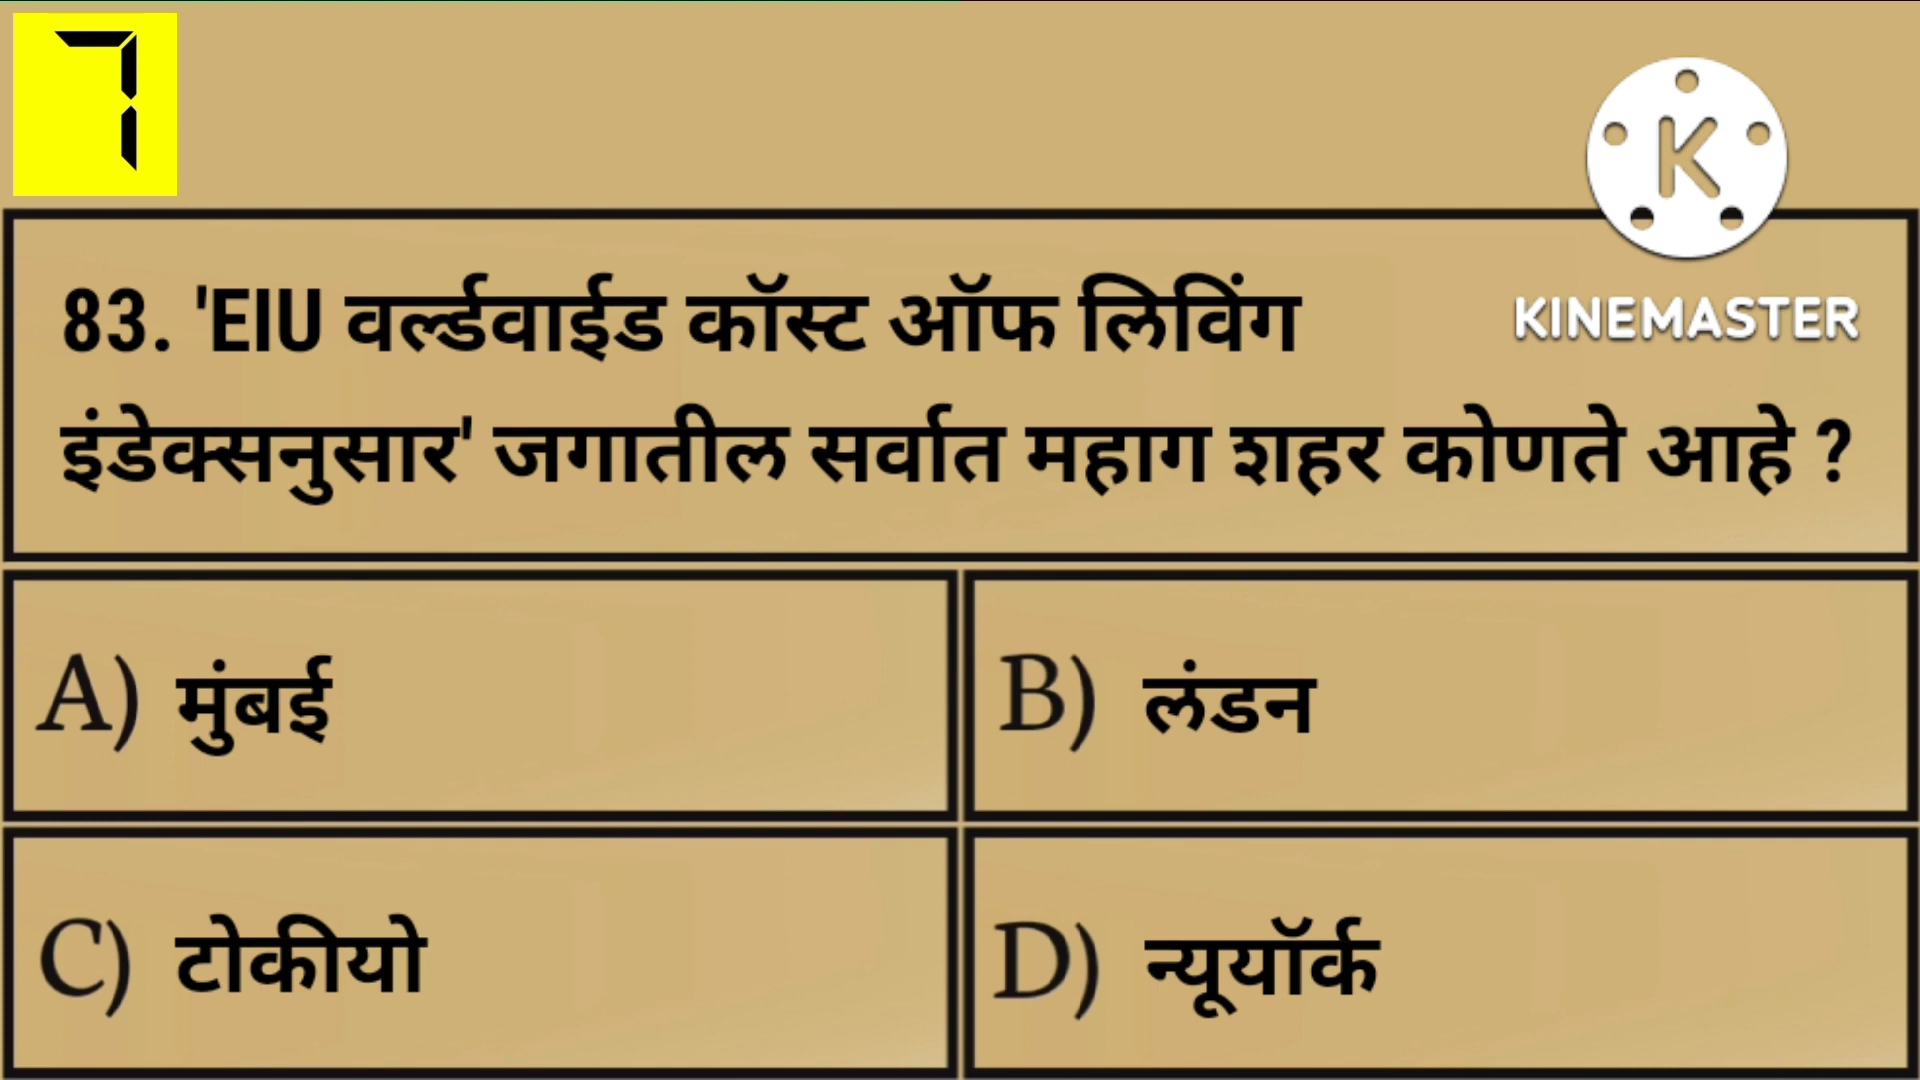 7
K
KINEMASTER
83. 'EIU वर्ल्डवाईड कॉस्ट ऑफ लिविंग
इंडेक्सनुसार' जगातील सर्वात महाग शहर कोणते आहे ?
A) मुंबई
B) लंडन
C) टोकीयो
D) न्यूयॉर्क